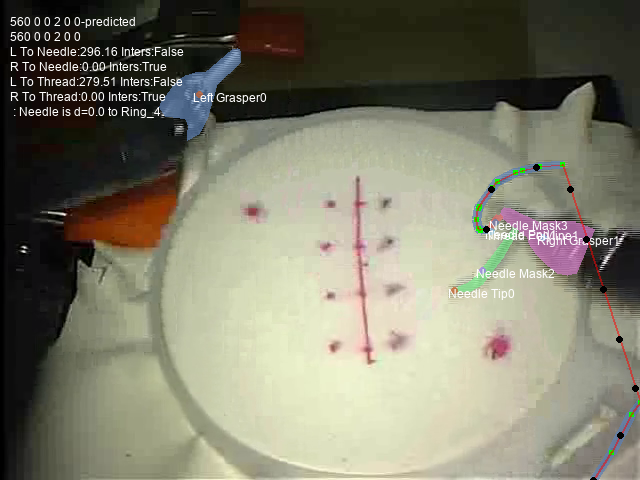 560 0 0 2 0 0-predicted
560 0 0 2 0 0
L To Needle:296.16 Inters:False
R To Needle:0.00 Inters:True
L To Thread:279.51 Inters:False
R To Thread:0.00 Inters:True
: Needle is d=0.0 to Ring_4
Left Grasper0
Needle Mask3
Right Grasper1
Needle Mask2
Needle Tip0